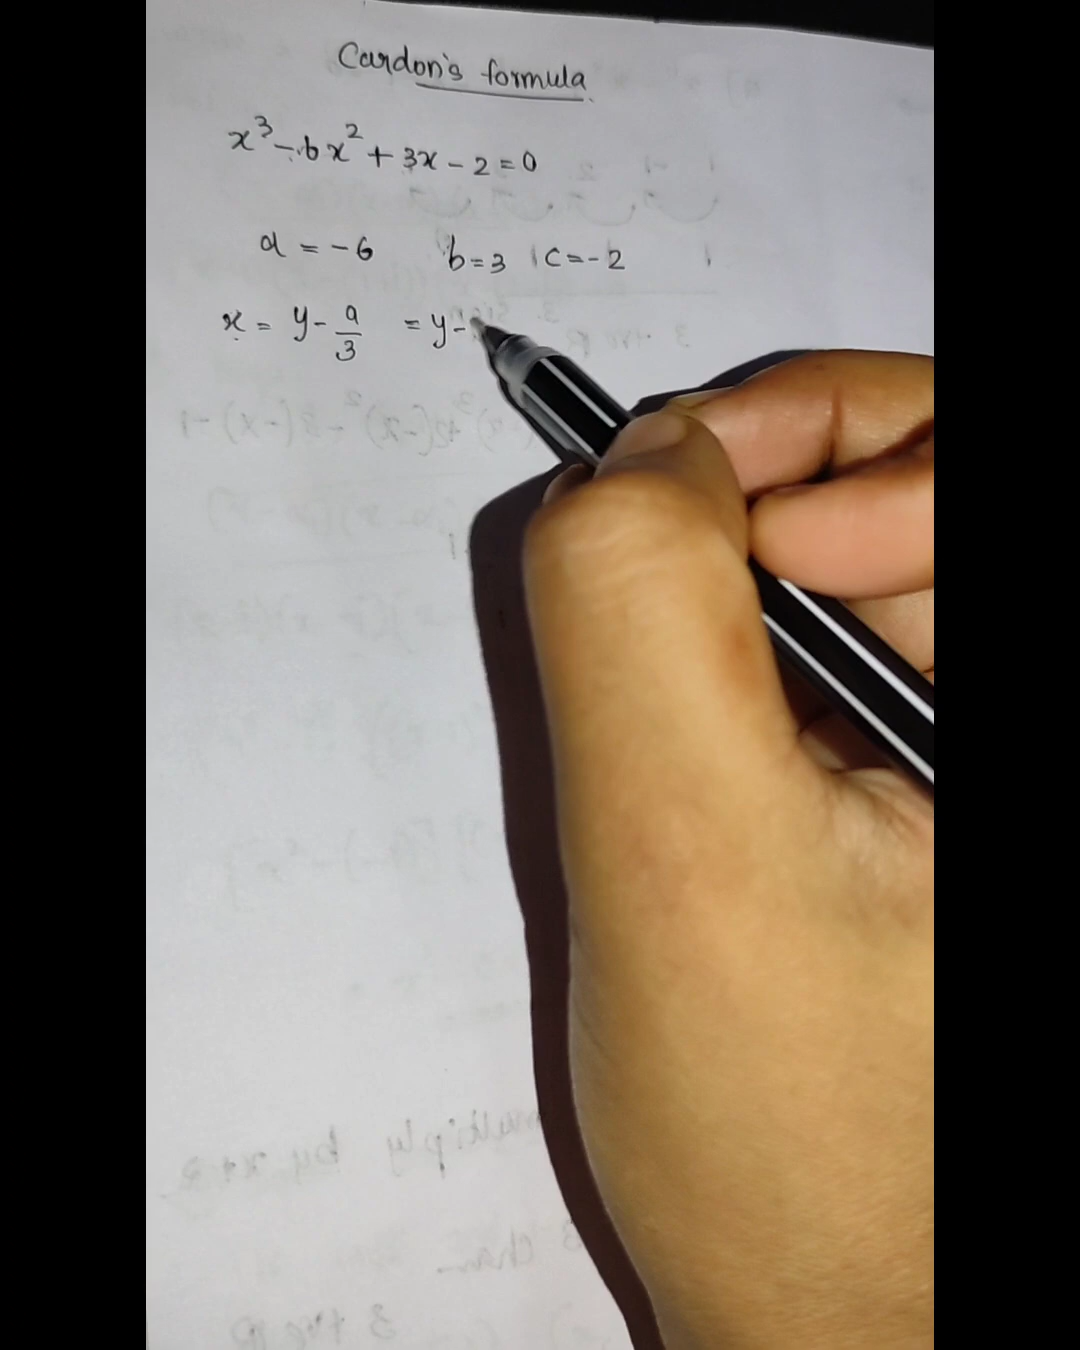 Cardon's formula
x³ - 6x² + 3x - 2 = 0
a = -6 b = 3 c = -2
x = y - a/3 = y -